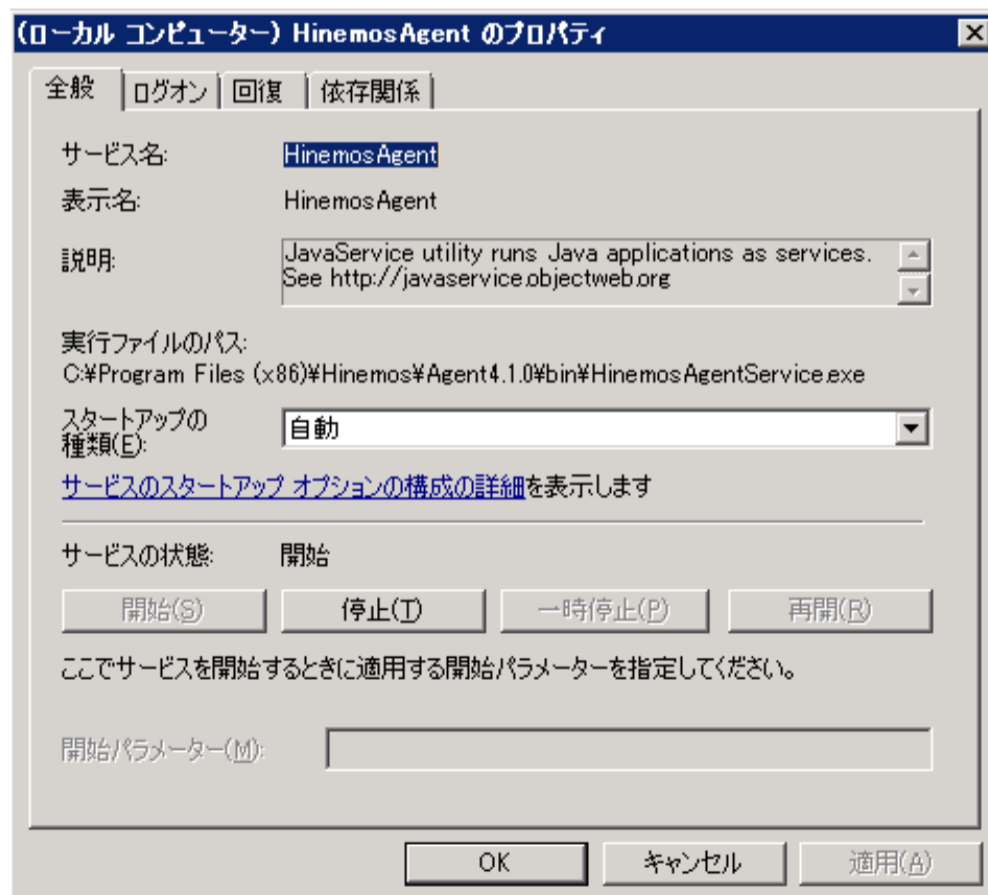 (ローカル コンピューター) HinemosAgent のプロパティ
全般 ログオン 回復 依存関係
サービス名: HinemosAgent
表示名: HinemosAgent
説明: JavaService utility runs Java applications as services.
See http://javaservice.objectweb.org
実行ファイルのパス:
C:¥Program Files (x86)¥Hinemos¥Agent4.1.0¥bin¥HinemosAgentService.exe
スタートアップの
種類(E): 自動
サービスのスタートアップ オプションの構成の詳細を表示します
サービスの状態: 開始
開始(S) 停止(T) 一時停止(P) 再開(R)
ここでサービスを開始するときに適用する開始パラメーターを指定してください。
開始パラメーター(M):
OK キャンセル 適用(A)